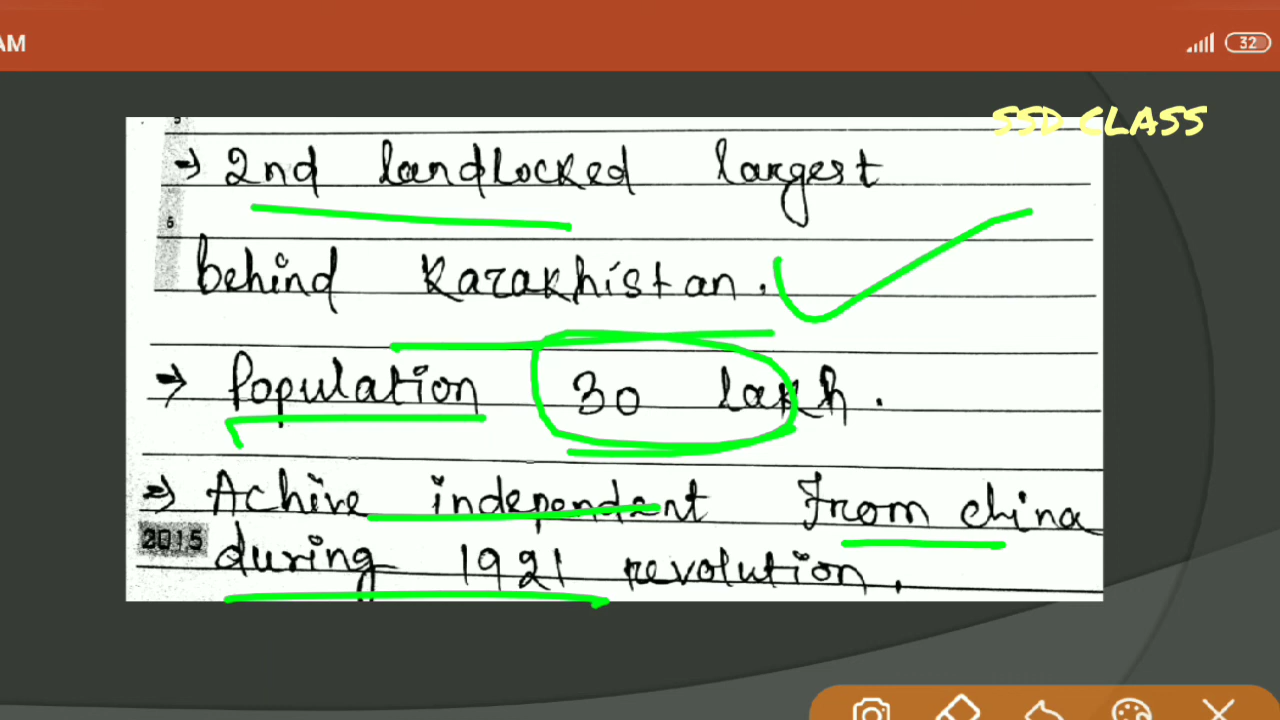 AM
32
SSD CLASS
→ 2nd landlocked largest
6
behind Kazakhistan.
→ Population 30 lakh.
→ Achive independent From china
2015
during 1921 revolution.